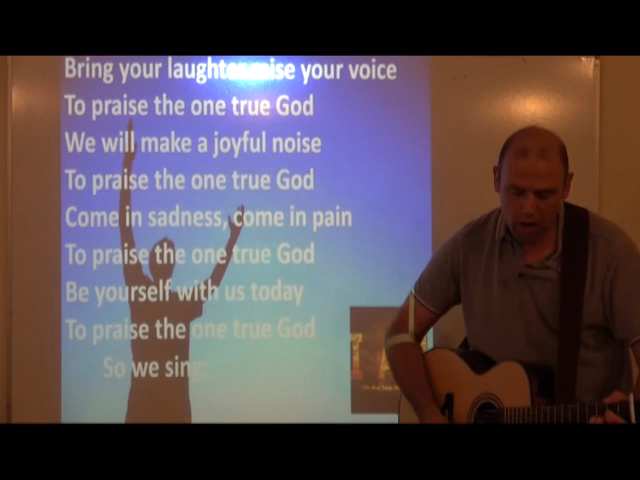 Bring your laughter raise your voice
To praise the one true God
We will make a joyful noise
To praise the one true God
Come in sadness, come in pain
To praise the one true God
Be yourself with us today
To praise the one true God
So we sing: